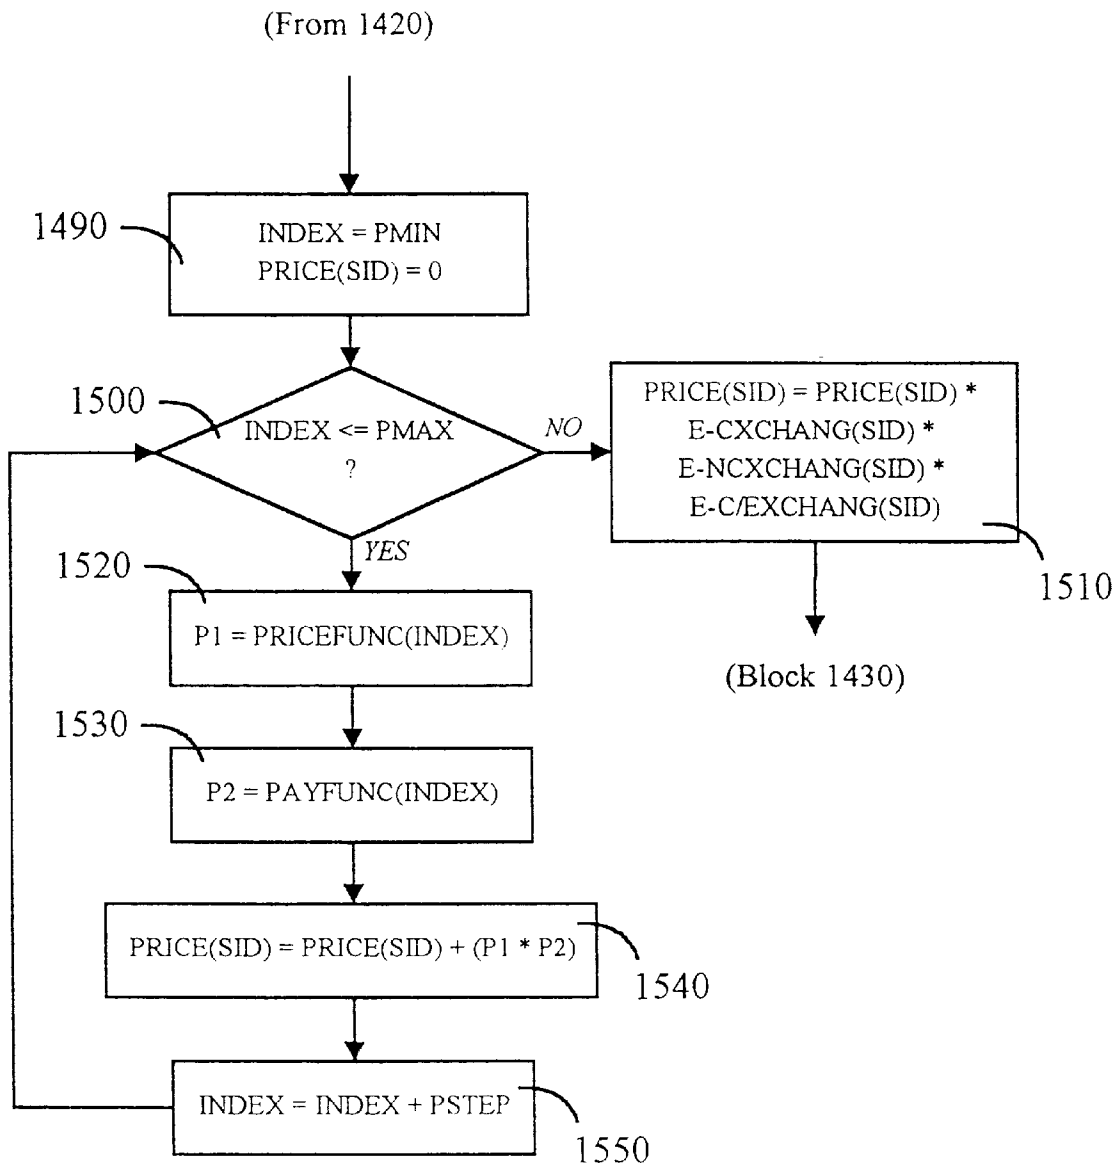 (From 1420)
1490
INDEX = PMIN
PRICE(SID) = 0
1500
INDEX <= PMAX
?
NO
YES
PRICE(SID) = PRICE(SID) *
E-CXCHANG(SID) *
E-NCXCHANG(SID) *
E-C/EXCHANG(SID)
1510
(Block 1430)
1520
P1 = PRICEFUNC(INDEX)
1530
P2 = PAYFUNC(INDEX)
PRICE(SID) = PRICE(SID) + (P1 * P2)
1540
INDEX = INDEX + PSTEP
1550